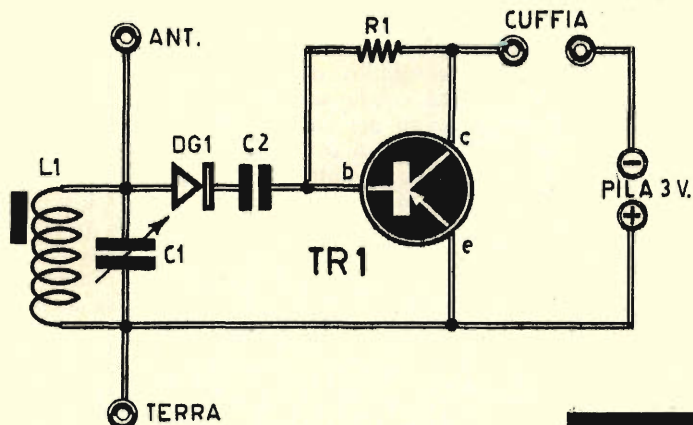 ANT.
R1
CUFFIA
DG1
C2
L1
b
c
−
PILA 3 V.
+
C1
TR1
e
TERRA